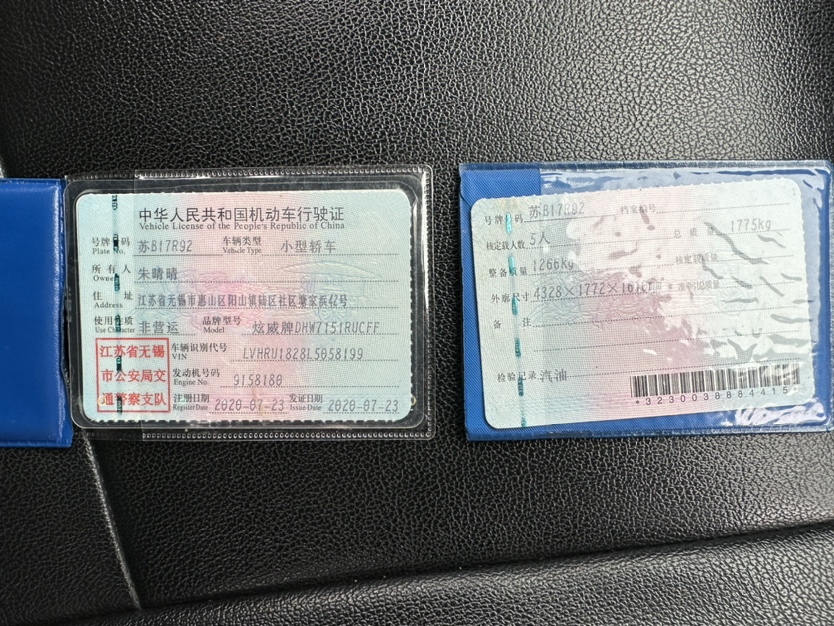 中华人民共和国机动车行驶证
Vehicle License of the People's Republic of China
号牌号码 苏B17R92 车辆类型 小型轿车
Plate No. Vehicle Type
所有人 朱晴晴
Owner
住址 江苏省无锡市惠山区阳山镇陆区社区塘家族42号
Address
使用性质 非营运 品牌型号 炫威牌DHW7151RUCFF
Use Character Model
江苏省无锡
市公安局交
通警察支队
车辆识别代号 LVHRU1828L5058199
VIN
发动机号码 9158180
Engine No.
注册日期 2020-07-23 发证日期 2020-07-23
Register Date Issue Date
号牌号码 苏B17R92 档案编号
核定载人数 5人 总质量 1775kg
整备质量 1266kg 核定载质量
外廓尺寸 4328×1772×
备注
检验记录 汽油
*3230038884415*